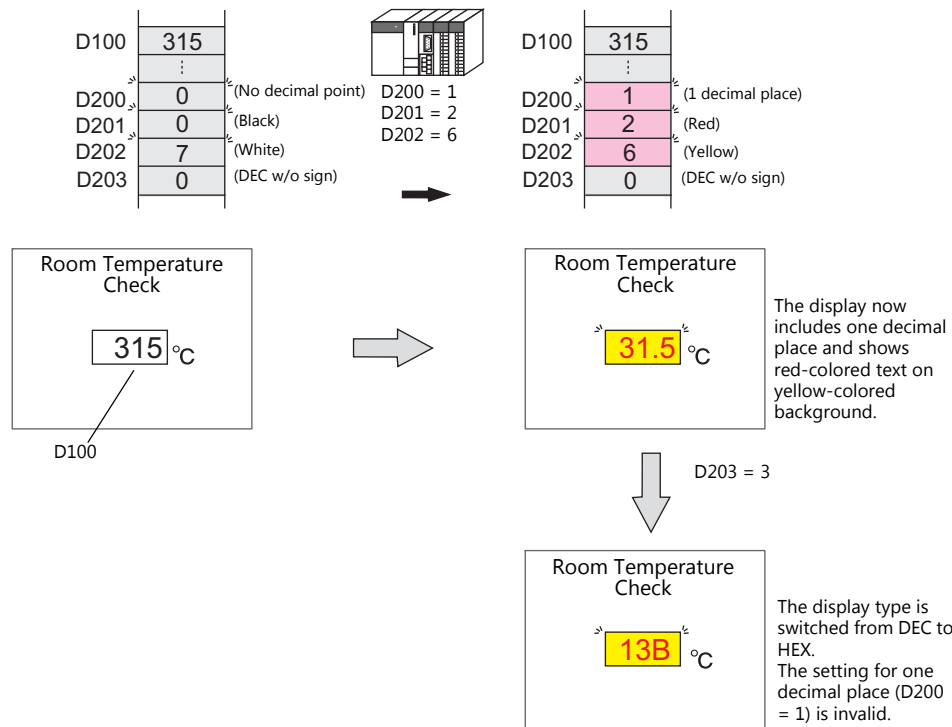 D100 315
D200 0 (No decimal point)
D201 0 (Black)
D202 7 (White)
D203 0 (DEC w/o sign)
D200 = 1
D201 = 2
D202 = 6
D100 315
D200 1 (1 decimal place)
D201 2 (Red)
D202 6 (Yellow)
D203 0 (DEC w/o sign)
Room Temperature
Check
315 °C
D100
Room Temperature
Check
31.5 °C
The display now
includes one decimal
place and shows
red-colored text on
yellow-colored
background.
D203 = 3
Room Temperature
Check
13B °C
The display type is
switched from DEC to
HEX.
The setting for one
decimal place (D200
= 1) is invalid.